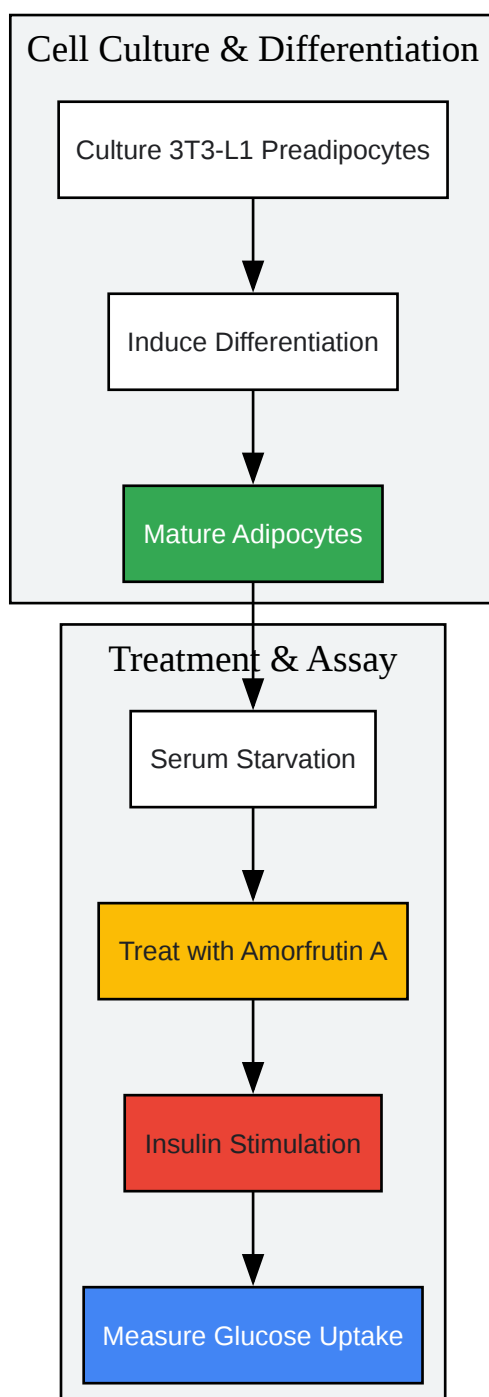 Cell Culture & Differentiation
Culture 3T3-L1 Preadipocytes
Induce Differentiation
Mature Adipocytes
Treatment & Assay
Serum Starvation
Treat with Amorfrutin A
Insulin Stimulation
Measure Glucose Uptake